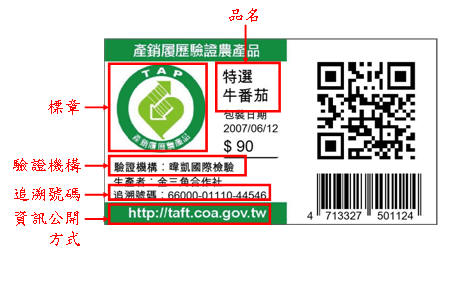 品名
產銷履歷驗證農產品
TAP
產銷履歷農產品
特選
牛番茄
包裝日期
2007/06/12
$ 90
標章
驗證機構
驗證機構：暐凱國際檢驗
生產者：金三角合作社
追溯號碼
追溯號碼：66000-01110-44546
資訊公開
方式
http://taft.coa.gov.tw
4 713327 501124